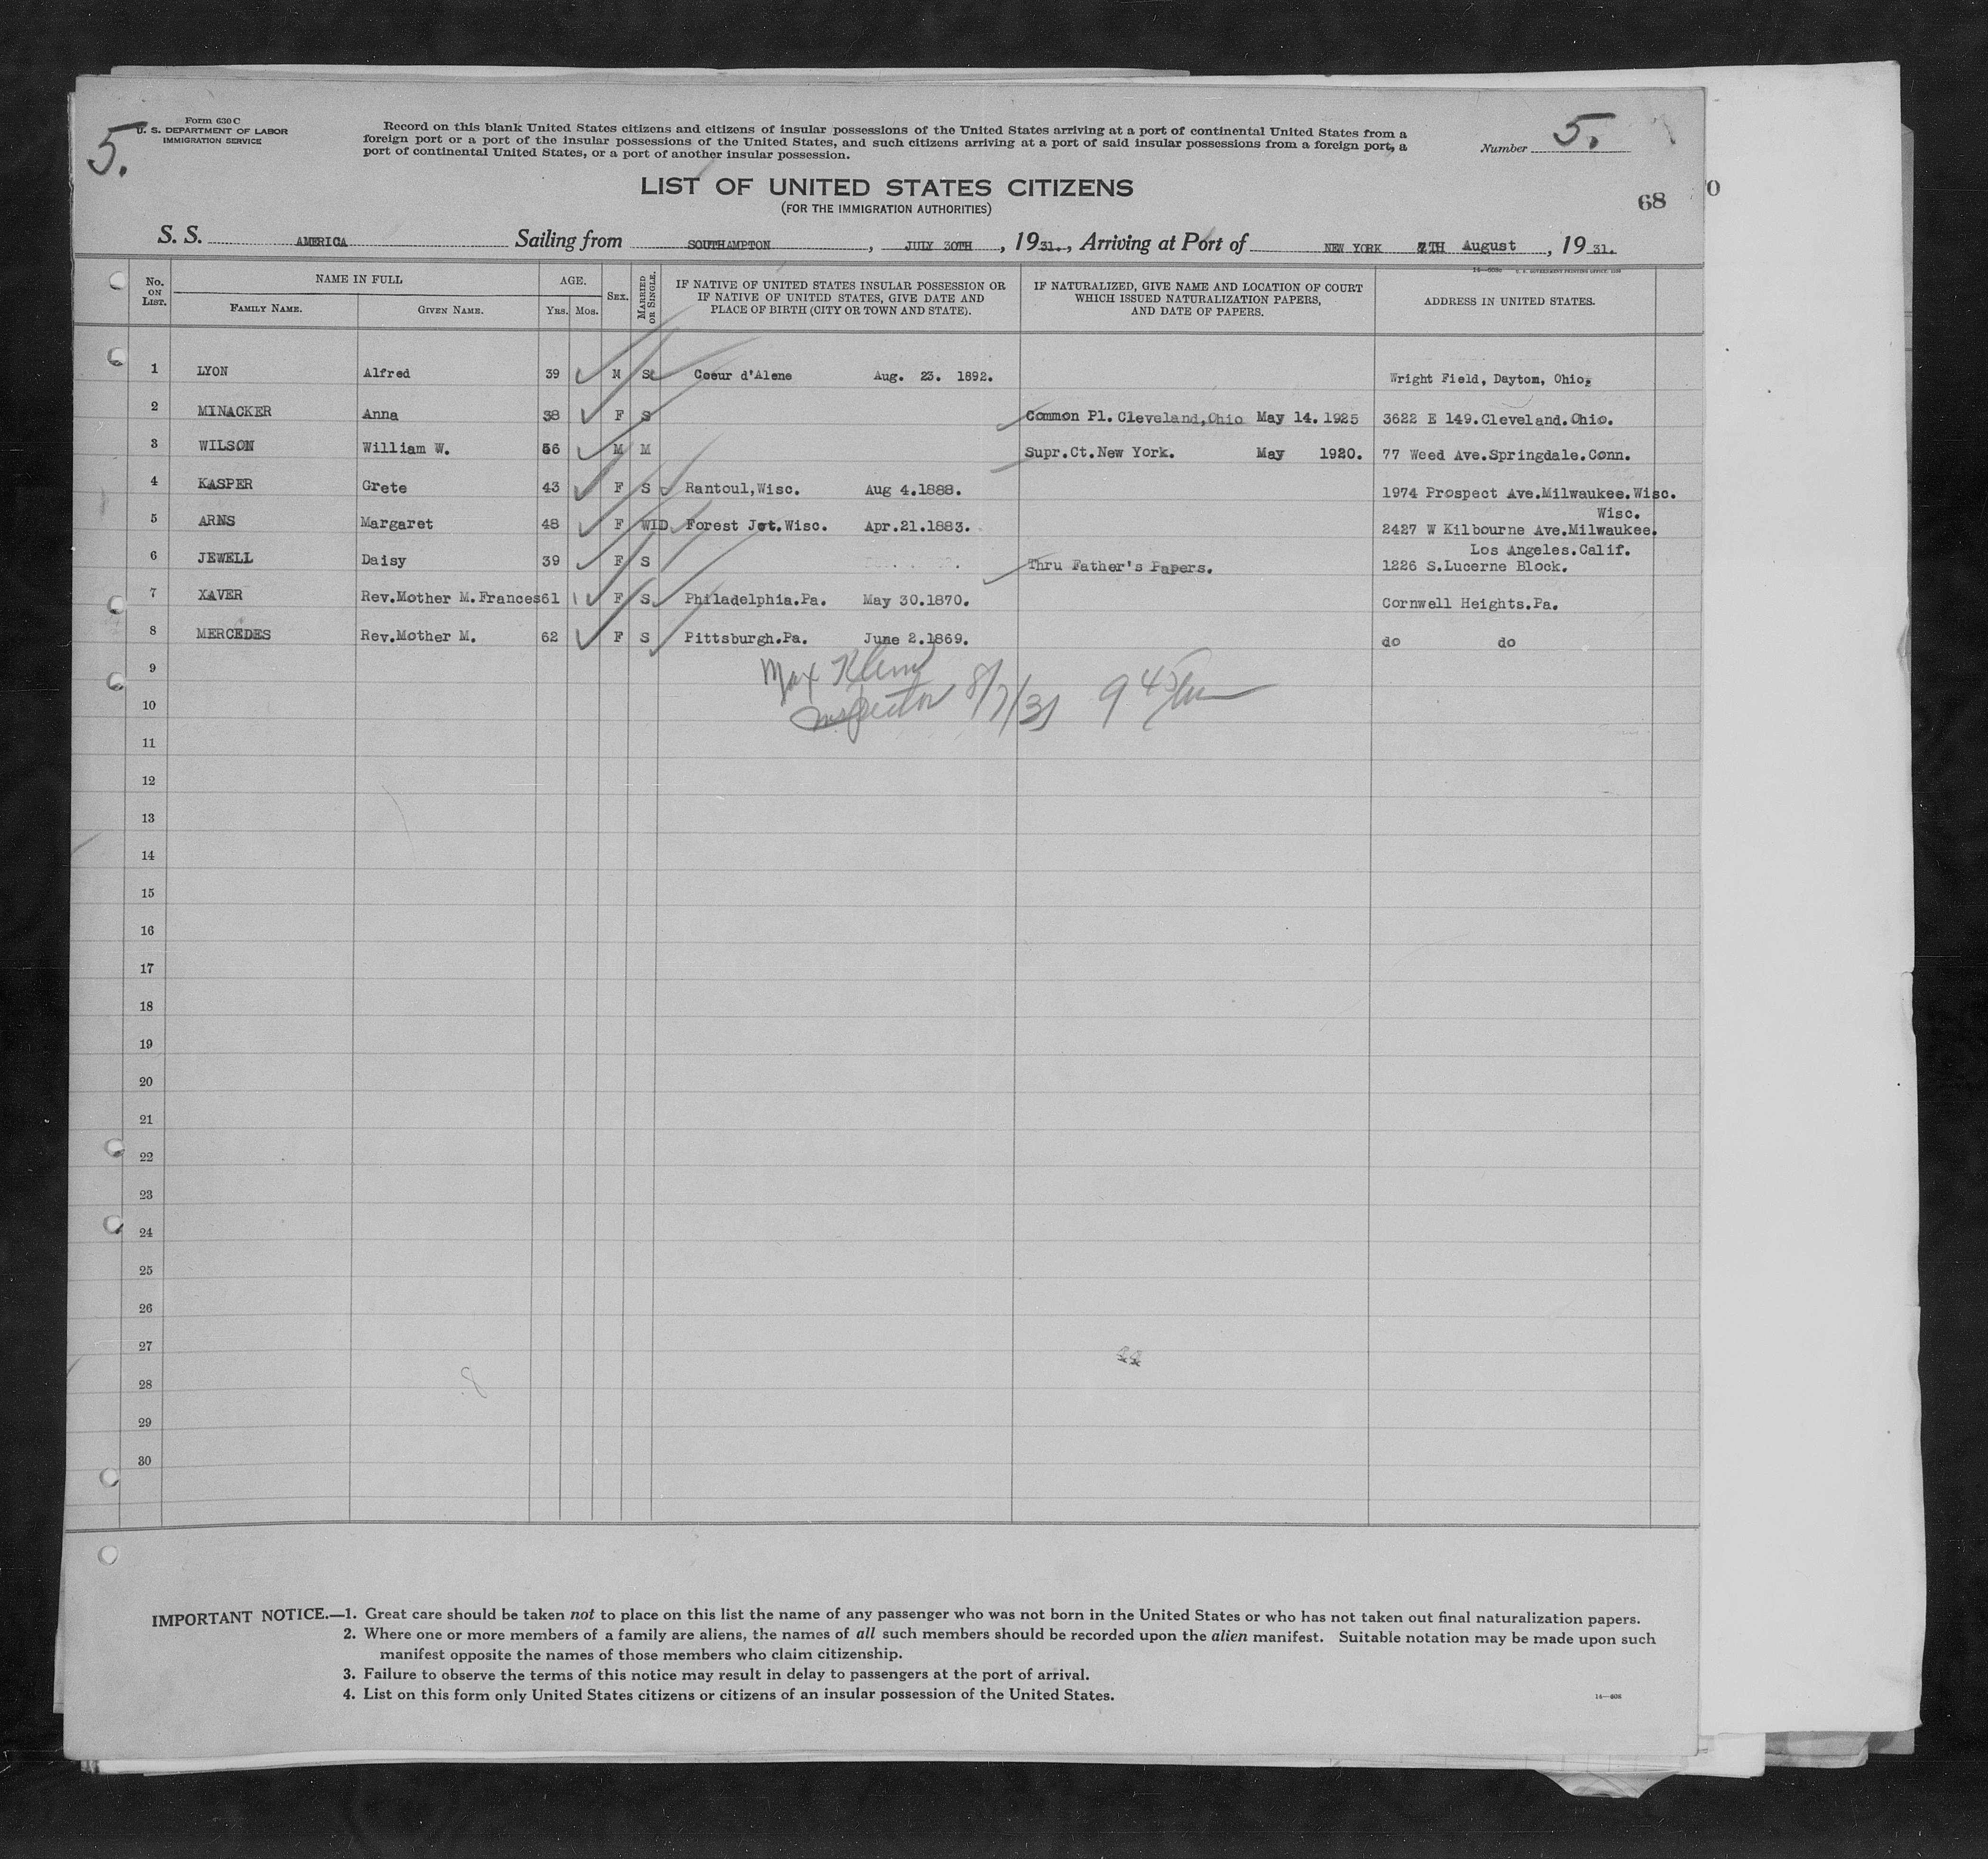 5.
Form 630 C
U. S. DEPARTMENT OF LABOR
IMMIGRATION SERVICE
Record on this blank United States citizens and citizens of insular possessions of the United States arriving at a port of continental United States from a
foreign port or a port of the insular possessions of the United States, and such citizens arriving at a port of said insular possessions from a foreign port, a
port of continental United States, or a port of another insular possession.
Number 5.
LIST OF UNITED STATES CITIZENS
(FOR THE IMMIGRATION AUTHORITIES)
68
S. S. AMERICA Sailing from SOUTHAMPTON, JULY 30TH, 1931., Arriving at Port of NEW YORK 7TH August, 1931.
No. ON LIST. NAME IN FULL FAMILY NAME. GIVEN NAME. AGE. YRS. MOS. SEX. MARRIED OR SINGLE. IF NATIVE OF UNITED STATES INSULAR POSSESSION OR IF NATIVE OF UNITED STATES, GIVE DATE AND PLACE OF BIRTH (CITY OR TOWN AND STATE). IF NATURALIZED, GIVE NAME AND LOCATION OF COURT WHICH ISSUED NATURALIZATION PAPERS, AND DATE OF PAPERS. ADDRESS IN UNITED STATES.
1 LYON Alfred 39 M S Coeur d'Alene Aug. 23. 1892. Wright Field, Dayton, Ohio.
2 MINACKER Anna 38 F S Common Pl. Cleveland,Ohio May 14. 1925 3622 E 149.Cleveland.Ohio.
3 WILSON William W. 56 M M Supr.Ct.New York. May 1920. 77 Weed Ave.Springdale.Conn.
4 KASPER Grete 43 F S Rantoul,Wisc. Aug 4.1888. 1974 Prospect Ave.Milwaukee.Wisc.
Wisc.
5 ARNS Margaret 48 F WID Forest Jct.Wisc. Apr.21.1883. 2427 W Kilbourne Ave.Milwaukee.
Los Angeles.Calif.
6 JEWELL Daisy 39 F S Thru Father's Papers. 1226 S.Lucerne Block.
7 XAVER Rev.Mother M.Frances 61 F S Philadelphia.Pa. May 30.1870. Cornwell Heights.Pa.
8 MERCEDES Rev.Mother M. 62 F S Pittsburgh.Pa. June 2.1869. do do
9
Max
10 Inspector 8/7/31 9 45
11
12
13
14
15
16
17
18
19
20
21
22
23
24
25
26
27
44
28
8
29
30
IMPORTANT NOTICE.—1. Great care should be taken not to place on this list the name of any passenger who was not born in the United States or who has not taken out final naturalization papers.
2. Where one or more members of a family are aliens, the names of all such members should be recorded upon the alien manifest. Suitable notation may be made upon such
manifest opposite the names of those members who claim citizenship.
3. Failure to observe the terms of this notice may result in delay to passengers at the port of arrival.
4. List on this form only United States citizens or citizens of an insular possession of the United States.
14—608